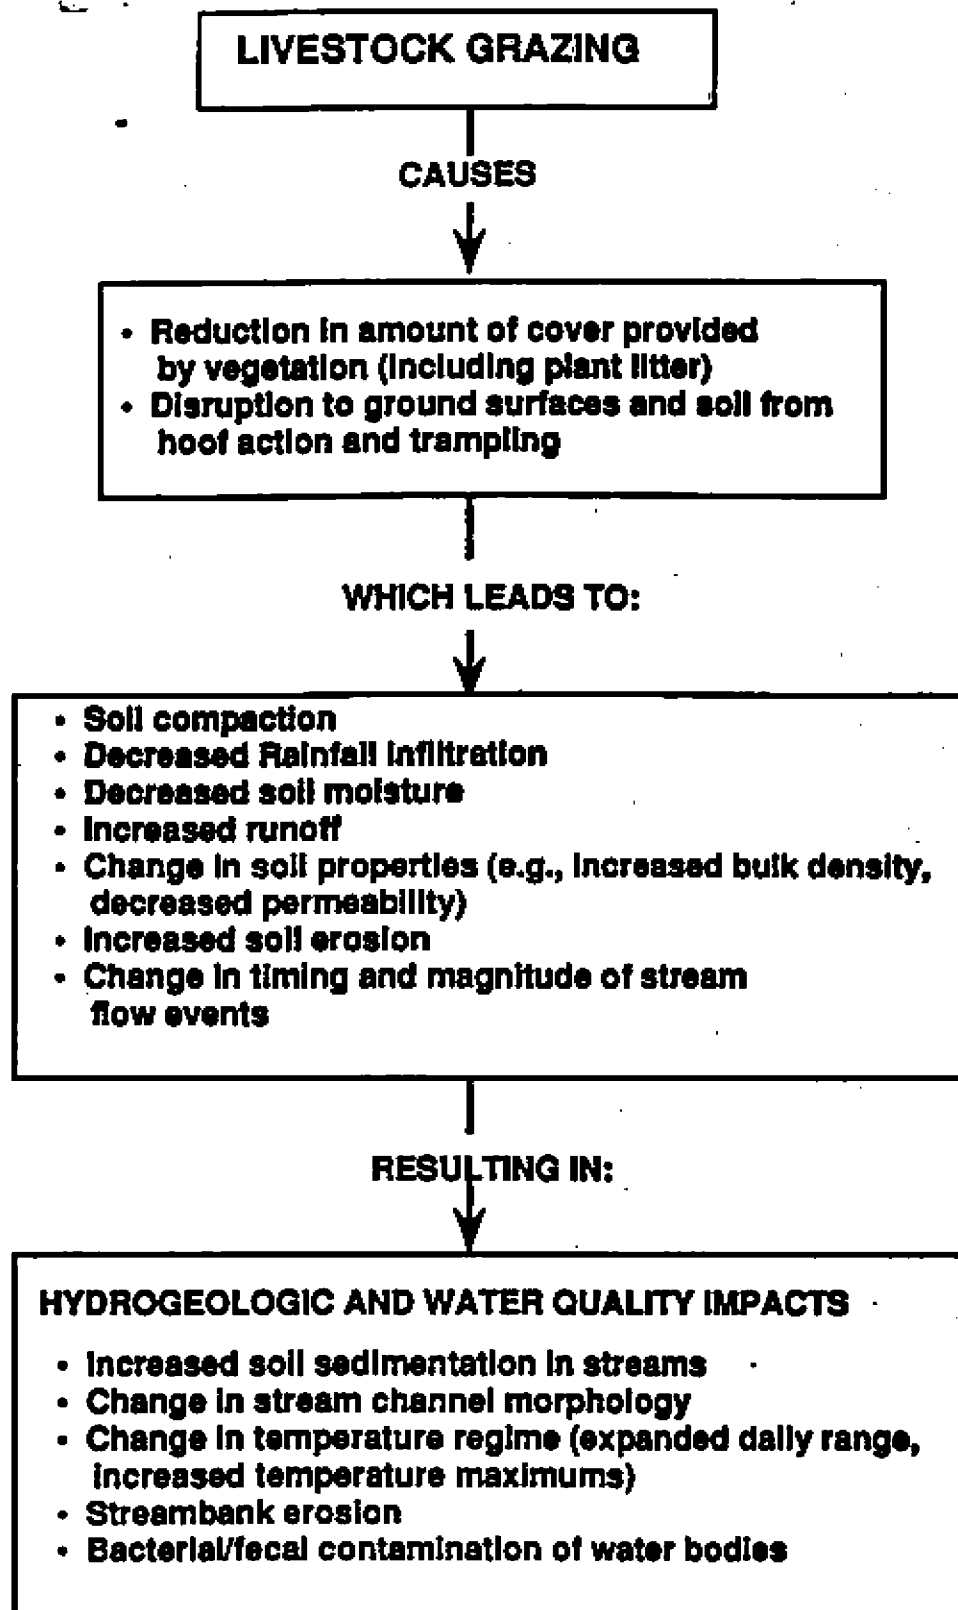 LIVESTOCK GRAZING
CAUSES
• Reduction in amount of cover provided
by vegetation (including plant litter)
• Disruption to ground surfaces and soil from
hoof action and trampling
WHICH LEADS TO:
• Soil compaction
• Decreased Rainfall infiltration
• Decreased soil moisture
• Increased runoff
• Change in soil properties (e.g., increased bulk density,
decreased permeability)
• Increased soil erosion
• Change in timing and magnitude of stream
flow events
RESULTING IN:
HYDROGEOLOGIC AND WATER QUALITY IMPACTS
• Increased soil sedimentation in streams
• Change in stream channel morphology
• Change in temperature regime (expanded daily range,
increased temperature maximums)
• Streambank erosion
• Bacterial/fecal contamination of water bodies